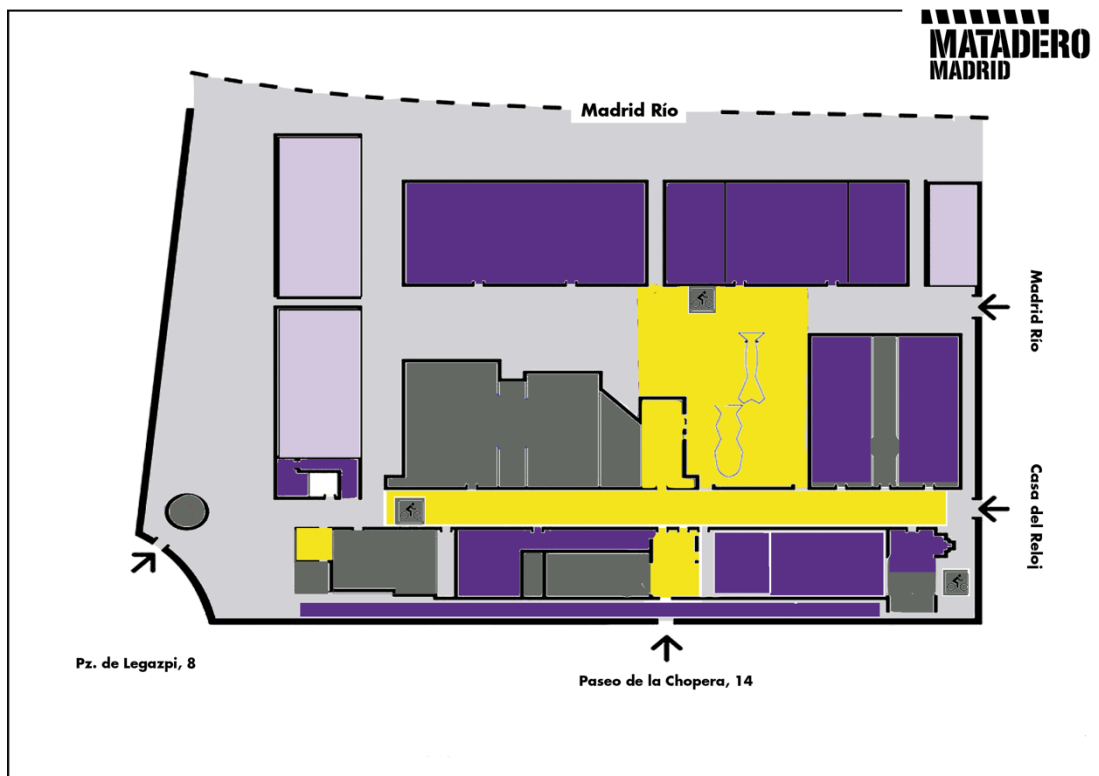 MATADERO
MADRID
Madrid Río
Madrid Río
Casa del Reloj
Pz. de Legazpi, 8
Paseo de la Chopera, 14